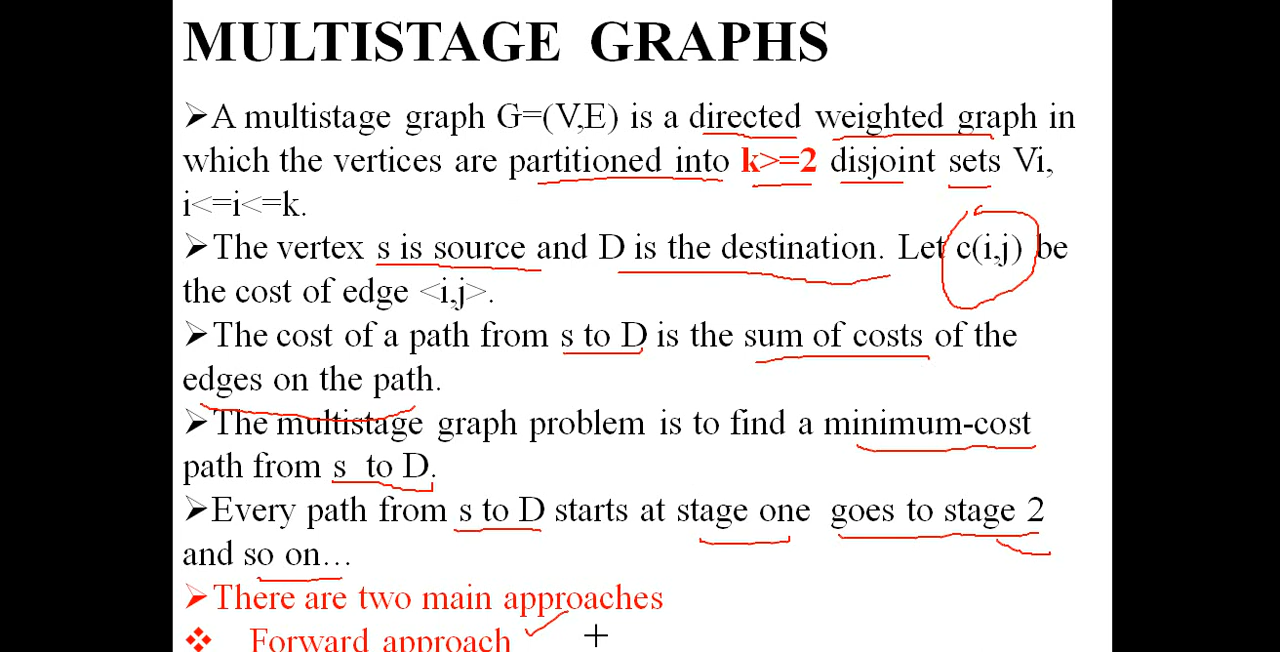 MULTISTAGE GRAPHS
➢A multistage graph G=(V,E) is a directed weighted graph in
which the vertices are partitioned into k>=2 disjoint sets Vi,
i<=i<=k.
➢The vertex s is source and D is the destination. Let c(i,j) be
the cost of edge <i,j>.
➢The cost of a path from s to D is the sum of costs of the
edges on the path.
➢The multistage graph problem is to find a minimum-cost
path from s to D.
➢Every path from s to D starts at stage one goes to stage 2
and so on…
➢There are two main approaches
❖ Forward approach